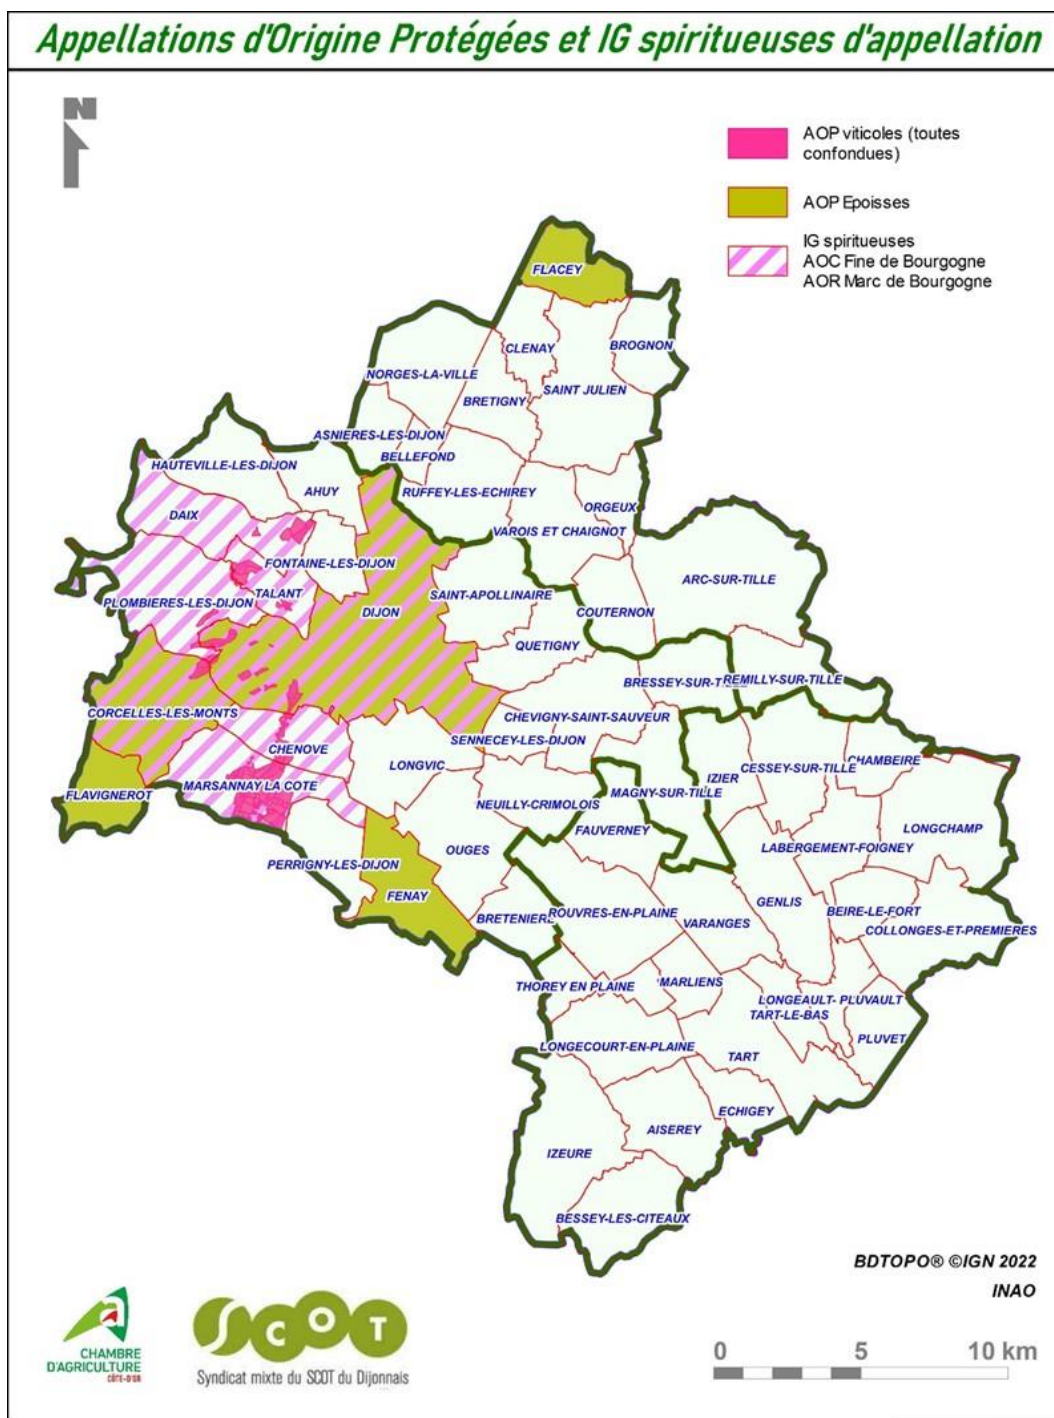 Appellations d'Origine Protégées et IG spiritueuses d'appellation
N
AOP viticoles (toutes
confondues)
AOP Epoisses
IG spiritueuses
AOC Fine de Bourgogne
AOR Marc de Bourgogne
FLACEY
BROGNON
CLENAY
NORGES-LA-VILLE
SAINT JULIEN
BRETIGNY
ASNIERES-LES-DIJON
BELLEFOND
HAUTEVILLE-LES-DIJON
AHUY
RUFFEY-LES-ECHIREY
ORGEUX
DAIX
VAROIS ET CHAIGNOT
FONTAINE-LES-DIJON
ARC-SUR-TILLE
TALANT
SAINT-APOLLINAIRE
PLOMBIERES-LES-DIJON
DIJON
COUTERNON
QUETIGNY
BRESSEY-SUR-TILLE
REMILLY-SUR-TILLE
CORCELLES-LES-MONTS
CHEVIGNY-SAINT-SAUVEUR
SENNECEY-LES-DIJON
CHENOVE
LONGVIC
CESSEY-SUR-TILLE
CHAMBEIRE
IZIER
MARSANNAY LA COTE
FLAVIGNEROT
MAGNY-SUR-TILLE
NEUILLY-CRIMOLOIS
FAUVERNEY
LONGCHAMP
LABERGEMENT-FOIGNEY
OUGES
PERRIGNY-LES-DIJON
FENAY
GENLIS
BEIRE-LE-FORT
BRETENIERE
ROUVRES-EN-PLAINE
VARANGES
COLLONGES-ET-PREMIERES
THOREY EN PLAINE
MARLIENS
LONGEAULT- PLUVAULT
TART-LE-BAS
PLUVET
LONGECOURT-EN-PLAINE
TART
ECHIGEY
AISEREY
IZEURE
BESSEY-LES-CITEAUX
BDTOPO® ©IGN 2022
INAO
a
CHAMBRE
D'AGRICULTURE
CÔTE-D'OR
SCOT
Syndicat mixte du SCOT du Dijonnais
0 5 10 km